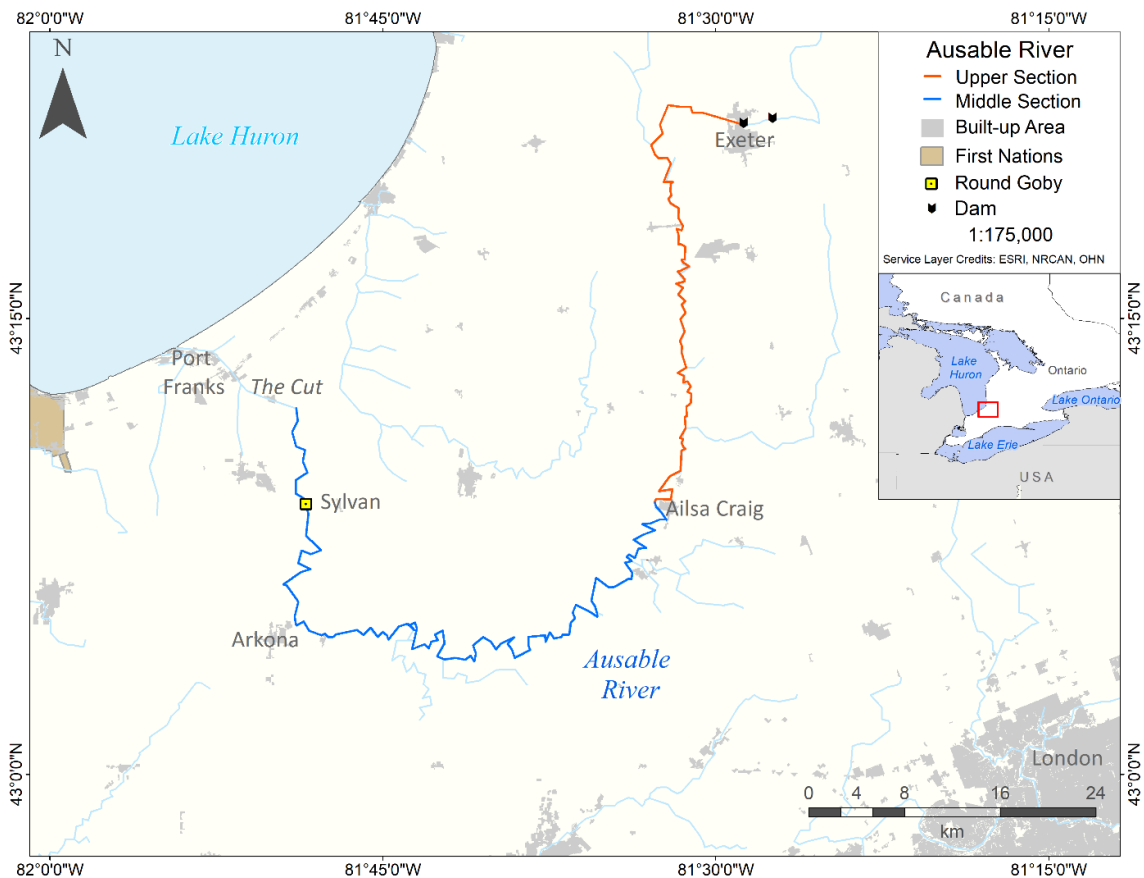 82°0'0"W
81°45'0"W
81°30'0"W
81°15'0"W
N
Lake Huron
Exeter
Port
Franks
The Cut
Sylvan
Ailsa Craig
Arkona
Ausable
River
London
43°15'0"N
43°0'0"N
43°15'0"N
43°0'0"N
Ausable River
Upper Section
Middle Section
Built-up Area
First Nations
Round Goby
Dam
1:175,000
Service Layer Credits: ESRI, NRCAN, OHN
Canada
Lake
Huron
Ontario
Lake Ontario
Lake Erie
USA
0 4 8 16 24
km
82°0'0"W
81°45'0"W
81°30'0"W
81°15'0"W